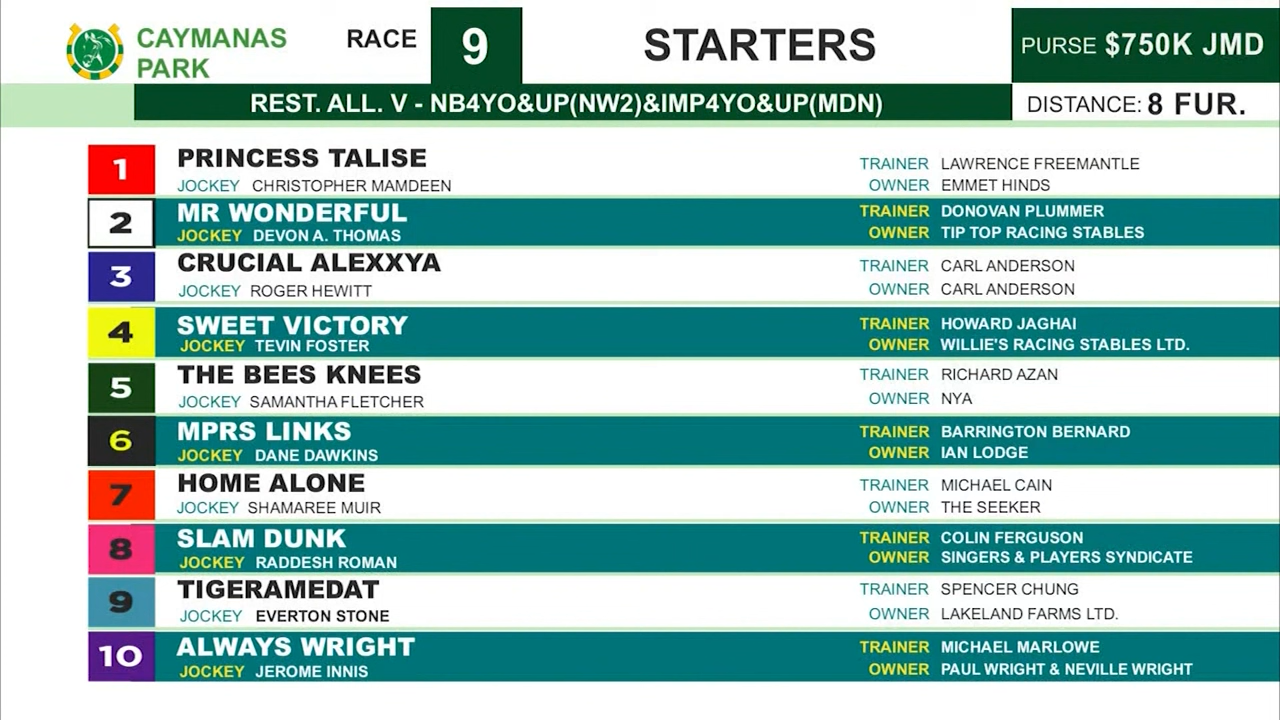 CAYMANAS
PARK
RACE 9 STARTERS PURSE $750K JMD
REST. ALL. V - NB4YO&UP(NW2)&IMP4YO&UP(MDN) DISTANCE: 8 FUR.
1 PRINCESS TALISE TRAINER LAWRENCE FREEMANTLE
JOCKEY CHRISTOPHER MAMDEEN OWNER EMMET HINDS
2 MR WONDERFUL TRAINER DONOVAN PLUMMER
JOCKEY DEVON A. THOMAS OWNER TIP TOP RACING STABLES
3 CRUCIAL ALEXXYA TRAINER CARL ANDERSON
JOCKEY ROGER HEWITT OWNER CARL ANDERSON
4 SWEET VICTORY TRAINER HOWARD JAGHAI
JOCKEY TEVIN FOSTER OWNER WILLIE'S RACING STABLES LTD.
5 THE BEES KNEES TRAINER RICHARD AZAN
JOCKEY SAMANTHA FLETCHER OWNER NYA
6 MPRS LINKS TRAINER BARRINGTON BERNARD
JOCKEY DANE DAWKINS OWNER IAN LODGE
7 HOME ALONE TRAINER MICHAEL CAIN
JOCKEY SHAMAREE MUIR OWNER THE SEEKER
8 SLAM DUNK TRAINER COLIN FERGUSON
JOCKEY RADDESH ROMAN OWNER SINGERS & PLAYERS SYNDICATE
9 TIGERAMEDAT TRAINER SPENCER CHUNG
JOCKEY EVERTON STONE OWNER LAKELAND FARMS LTD.
10 ALWAYS WRIGHT TRAINER MICHAEL MARLOWE
JOCKEY JEROME INNIS OWNER PAUL WRIGHT & NEVILLE WRIGHT